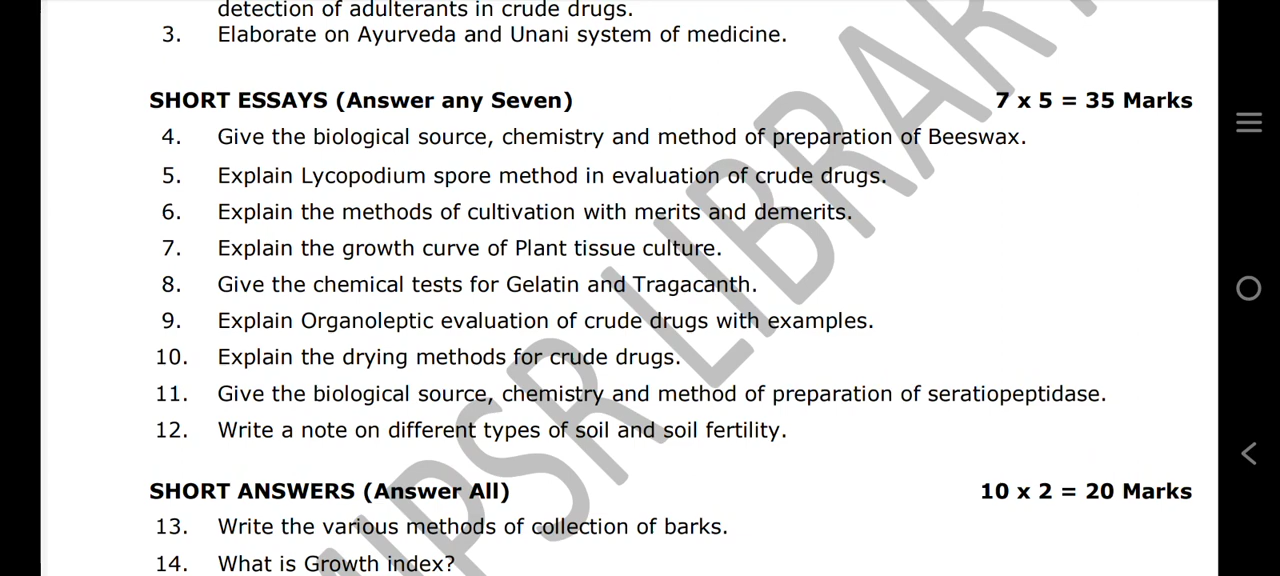 detection of adulterants in crude drugs.
3. Elaborate on Ayurveda and Unani system of medicine.
SHORT ESSAYS (Answer any Seven) 7 x 5 = 35 Marks
4. Give the biological source, chemistry and method of preparation of Beeswax.
5. Explain Lycopodium spore method in evaluation of crude drugs.
6. Explain the methods of cultivation with merits and demerits.
7. Explain the growth curve of Plant tissue culture.
8. Give the chemical tests for Gelatin and Tragacanth.
9. Explain Organoleptic evaluation of crude drugs with examples.
10. Explain the drying methods for crude drugs.
11. Give the biological source, chemistry and method of preparation of seratiopeptidase.
12. Write a note on different types of soil and soil fertility.
SHORT ANSWERS (Answer All) 10 x 2 = 20 Marks
13. Write the various methods of collection of barks.
14. What is Growth index?